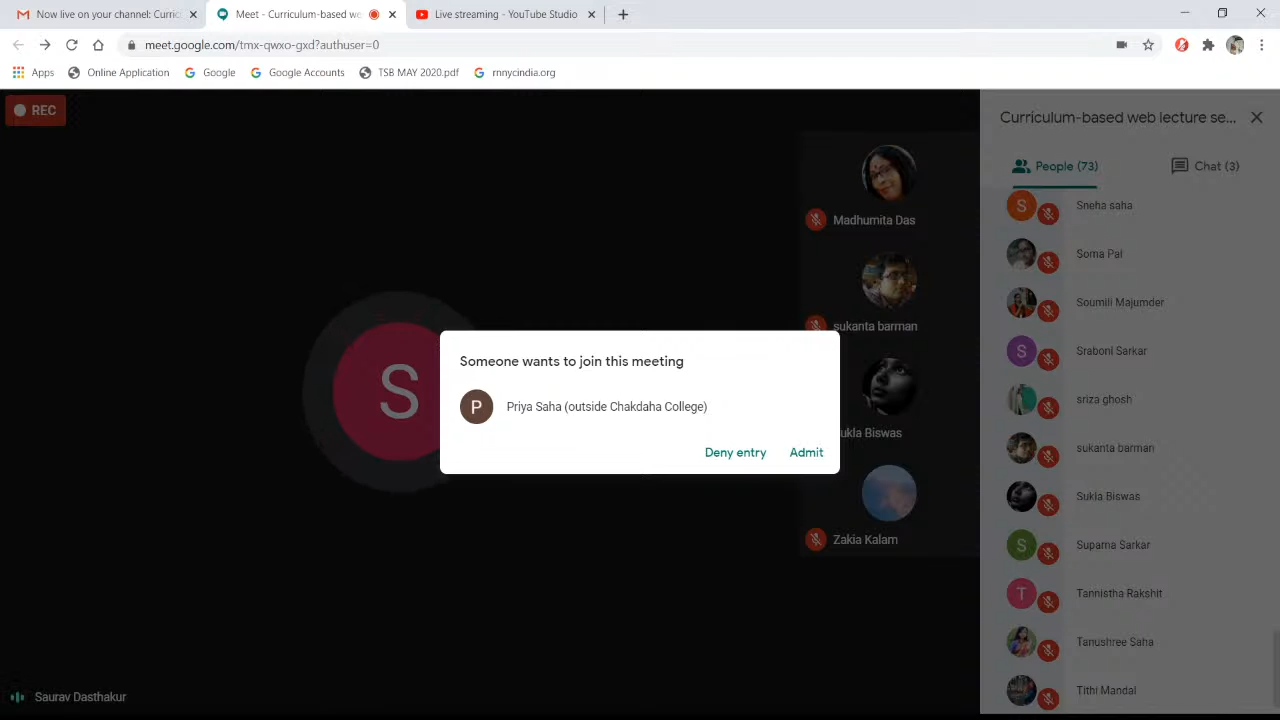 Now live on your channel: Curric
Meet - Curriculum-based we
Live streaming - YouTube Studio
meet.google.com/tmx-qwxo-gxd?authuser=0
Apps
Online Application
Google
Google Accounts
TSB MAY 2020.pdf
rnnycindia.org
REC
Curriculum-based web lecture se...
People (73)
Chat (3)
Madhumita Das
sukanta barman
ukla Biswas
Zakia Kalam
S
Saurav Dasthakur
Someone wants to join this meeting
P
Priya Saha (outside Chakdaha College)
Deny entry
Admit
S
Sneha saha
Soma Pal
Soumili Majumder
S
Sraboni Sarkar
sriza ghosh
sukanta barman
Sukla Biswas
S
Suparna Sarkar
T
Tannistha Rakshit
Tanushree Saha
Tithi Mandal